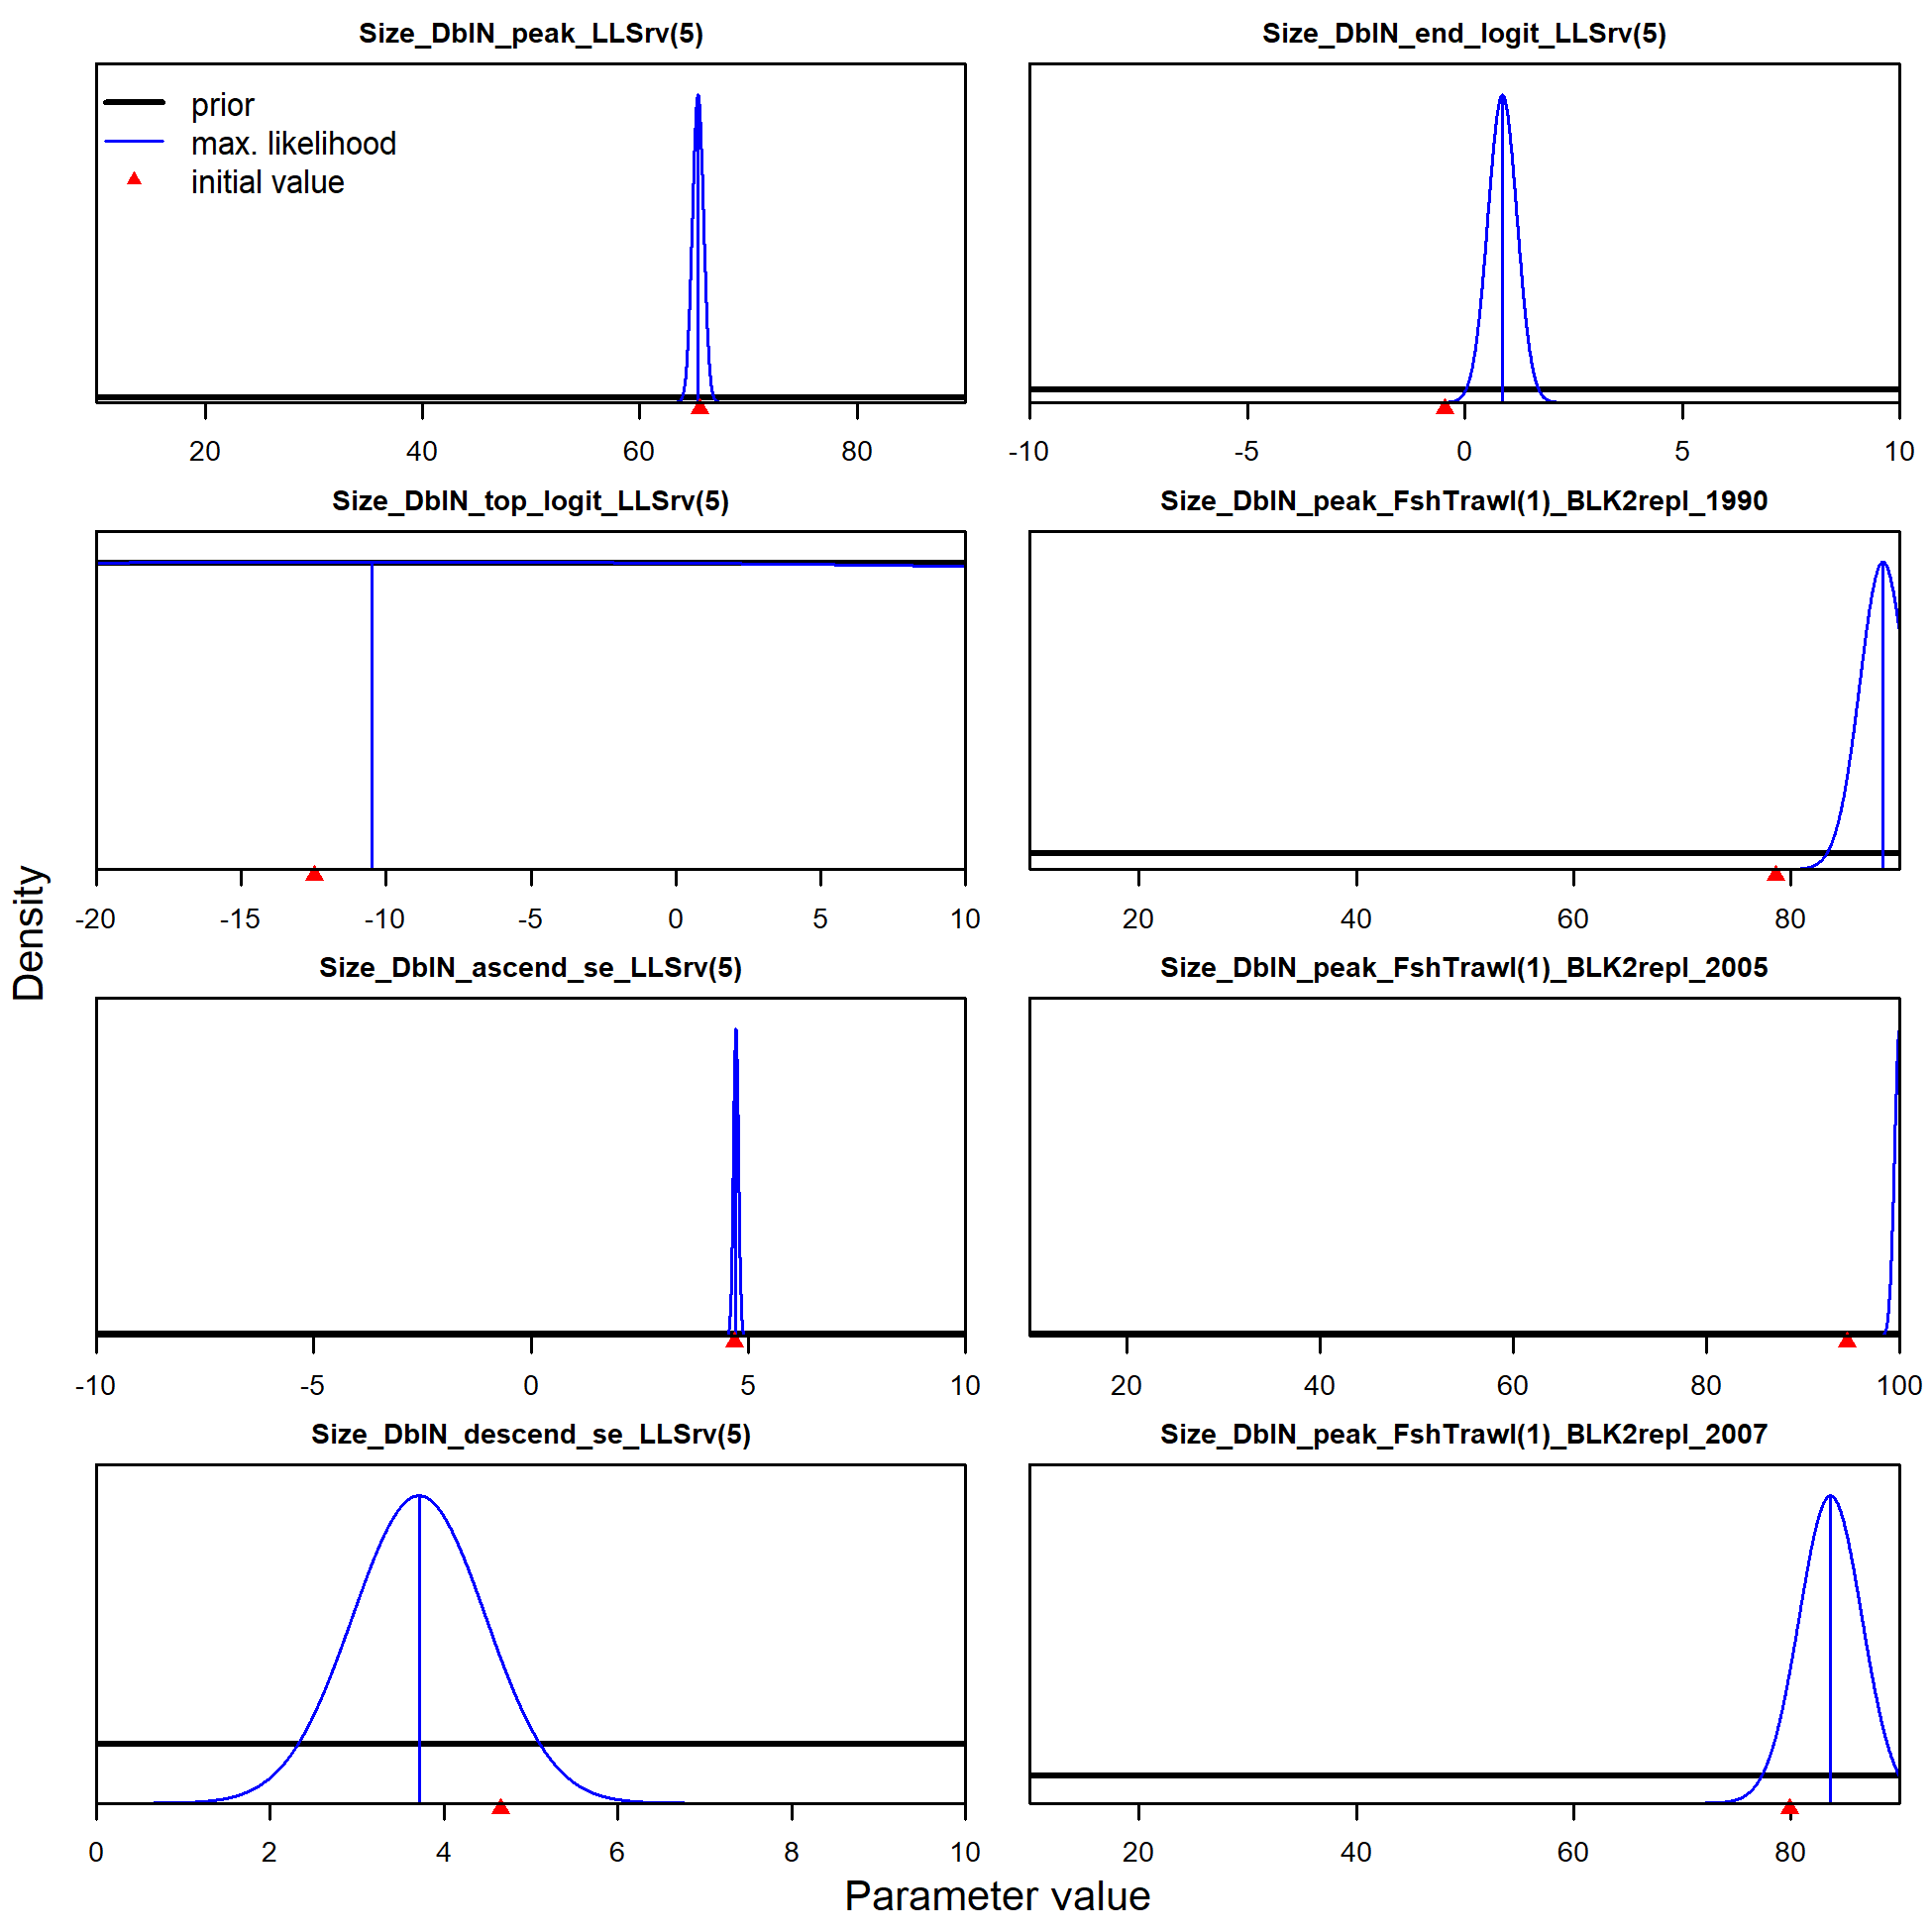 Size_DblN_peak_LLSrv(5)
prior
max. likelihood
initial value
20 40 60 80
Size_DblN_end_logit_LLSrv(5)
-10 -5 0 5 10
Size_DblN_top_logit_LLSrv(5)
-20 -15 -10 -5 0 5 10
Size_DblN_peak_FshTrawl(1)_BLK2repl_1990
20 40 60 80
Size_DblN_ascend_se_LLSrv(5)
-10 -5 0 5 10
Size_DblN_peak_FshTrawl(1)_BLK2repl_2005
20 40 60 80 100
Size_DblN_descend_se_LLSrv(5)
0 2 4 6 8 10
Size_DblN_peak_FshTrawl(1)_BLK2repl_2007
20 40 60 80
Density
Parameter value